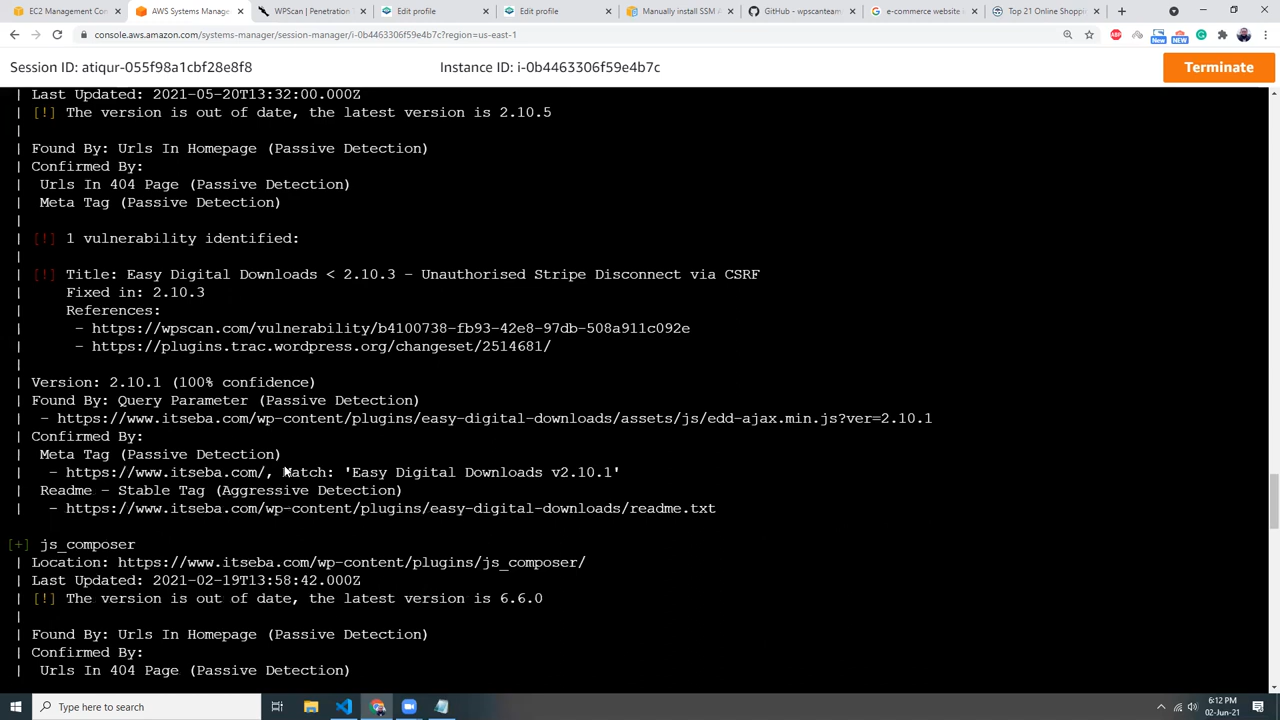 EC2 Management Con
AWS Systems Manage
WPScan | Penetration T
Edit profile
Edit profile
Manually install SSM A
GitHub - wpscanteam
e-commerce website l
Top 21 Online Shoppi
console.aws.amazon.com/systems-manager/session-manager/i-0b4463306f59e4b7c?region=us-east-1
ABP
New
New
Session ID: atiqur-055f98a1cbf28e8f8
Instance ID: i-0b4463306f59e4b7c
Terminate
| Last Updated: 2021-05-20T13:32:00.000Z
| [!] The version is out of date, the latest version is 2.10.5
|
| Found By: Urls In Homepage (Passive Detection)
| Confirmed By:
|  Urls In 404 Page (Passive Detection)
|  Meta Tag (Passive Detection)
|
| [!] 1 vulnerability identified:
|
| [!] Title: Easy Digital Downloads < 2.10.3 - Unauthorised Stripe Disconnect via CSRF
|     Fixed in: 2.10.3
|     References:
|      - https://wpscan.com/vulnerability/b4100738-fb93-42e8-97db-508a911c092e
|      - https://plugins.trac.wordpress.org/changeset/2514681/
|
| Version: 2.10.1 (100% confidence)
| Found By: Query Parameter (Passive Detection)
|  - https://www.itseba.com/wp-content/plugins/easy-digital-downloads/assets/js/edd-ajax.min.js?ver=2.10.1
| Confirmed By:
|  Meta Tag (Passive Detection)
|   - https://www.itseba.com/, Match: 'Easy Digital Downloads v2.10.1'
|  Readme - Stable Tag (Aggressive Detection)
|   - https://www.itseba.com/wp-content/plugins/easy-digital-downloads/readme.txt
[+] js_composer
| Location: https://www.itseba.com/wp-content/plugins/js_composer/
| Last Updated: 2021-02-19T13:58:42.000Z
| [!] The version is out of date, the latest version is 6.6.0
|
| Found By: Urls In Homepage (Passive Detection)
| Confirmed By:
|  Urls In 404 Page (Passive Detection)
Type here to search
6:12 PM
02-Jun-21